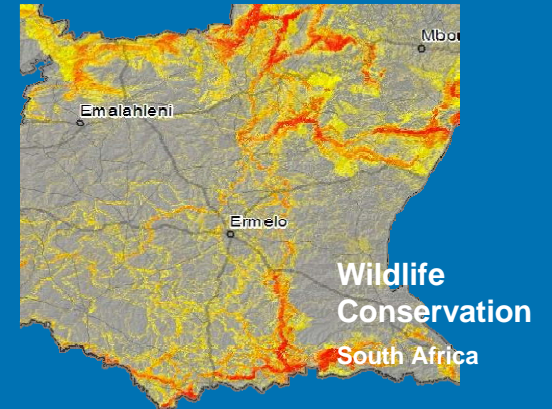 Emalahleni
Ermelo
Wildlife
Conservation
South Africa